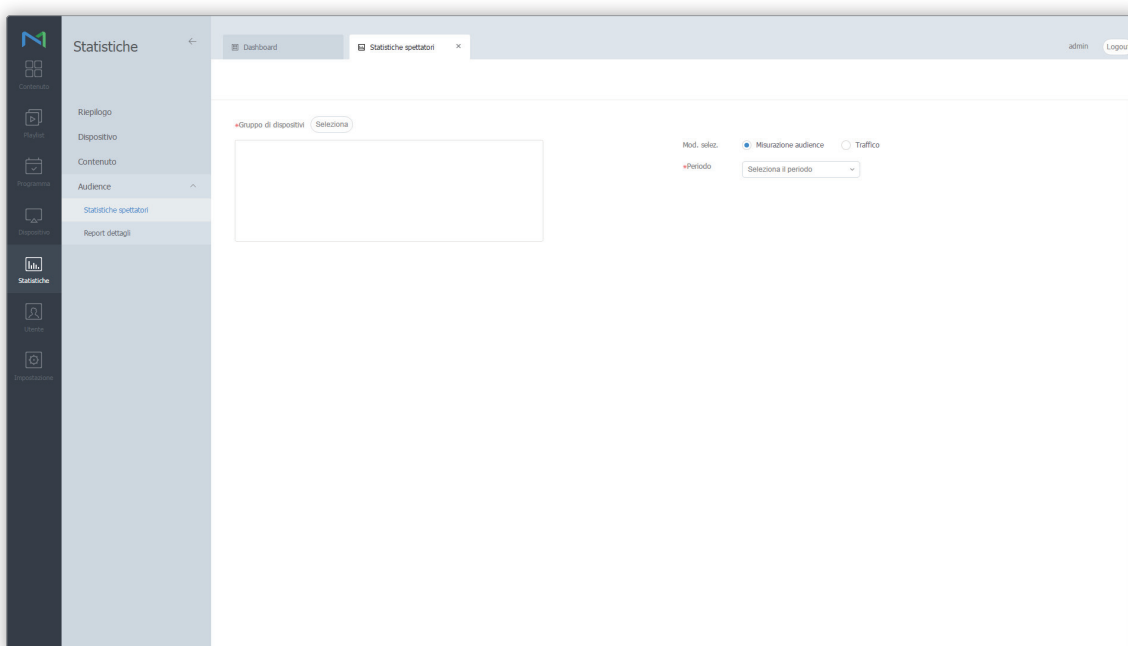 Statistiche
Dashboard
Statistiche spettatori
admin
Logout
Contenuto
Playlist
Programma
Dispositivo
Statistiche
Utente
Impostazione
Riepilogo
Dispositivo
Contenuto
Audience
Statistiche spettatori
Report dettagli
*Gruppo di dispositivi Seleziona
Mod. selez. Misurazione audience Traffico
*Periodo Seleziona il periodo